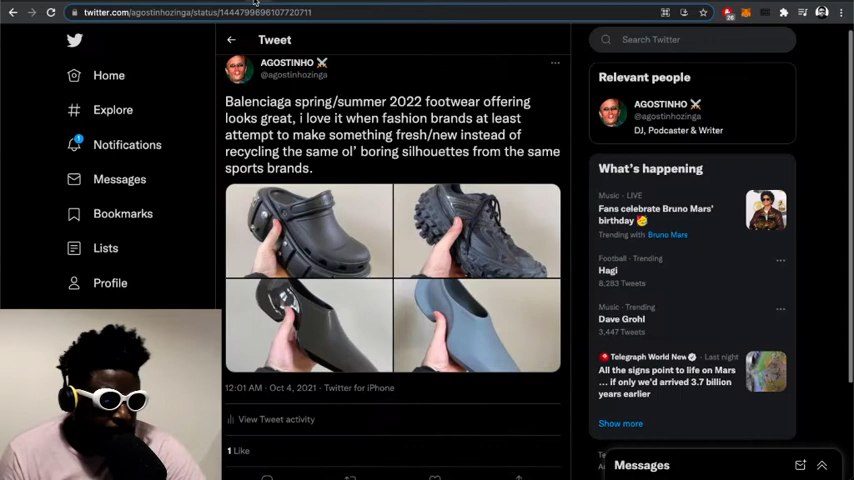 twitter.com/agostinhozinga/status/1444799696107720711
26
Home
Explore
1
Notifications
Messages
Bookmarks
Lists
Profile
Tweet
AGOSTINHO
@agostinhozinga
Balenciaga spring/summer 2022 footwear offering
looks great, i love it when fashion brands at least
attempt to make something fresh/new instead of
recycling the same ol' boring silhouettes from the same
sports brands.
12:01 AM · Oct 4, 2021 · Twitter for iPhone
View Tweet activity
1 Like
Search Twitter
Relevant people
AGOSTINHO
@agostinhozinga
DJ, Podcaster & Writer
What's happening
Music · LIVE
Fans celebrate Bruno Mars'
birthday
Trending with Bruno Mars
Football · Trending
Hagi
8,283 Tweets
Music · Trending
Dave Grohl
3,447 Tweets
Telegraph World New · Last night
All the signs point to life on Mars
... if only we'd arrived 3.7 billion
years earlier
Show more
Messages